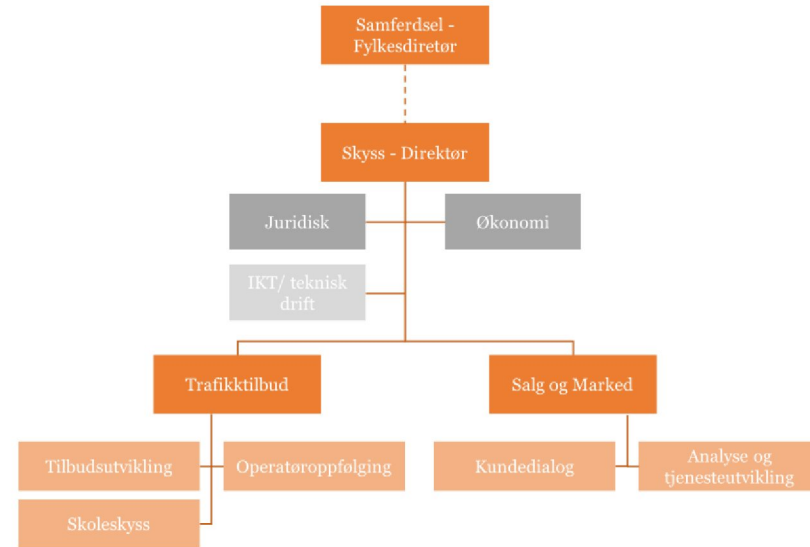 Samferdsel -
Fylkesdiretør
Skyss - Direktør
Juridisk
Økonomi
IKT/ teknisk
drift
Trafikktilbud
Salg og Marked
Tilbudsutvikling
Operatøroppfølging
Kundedialog
Analyse og
tjenesteutvikling
Skoleskyss